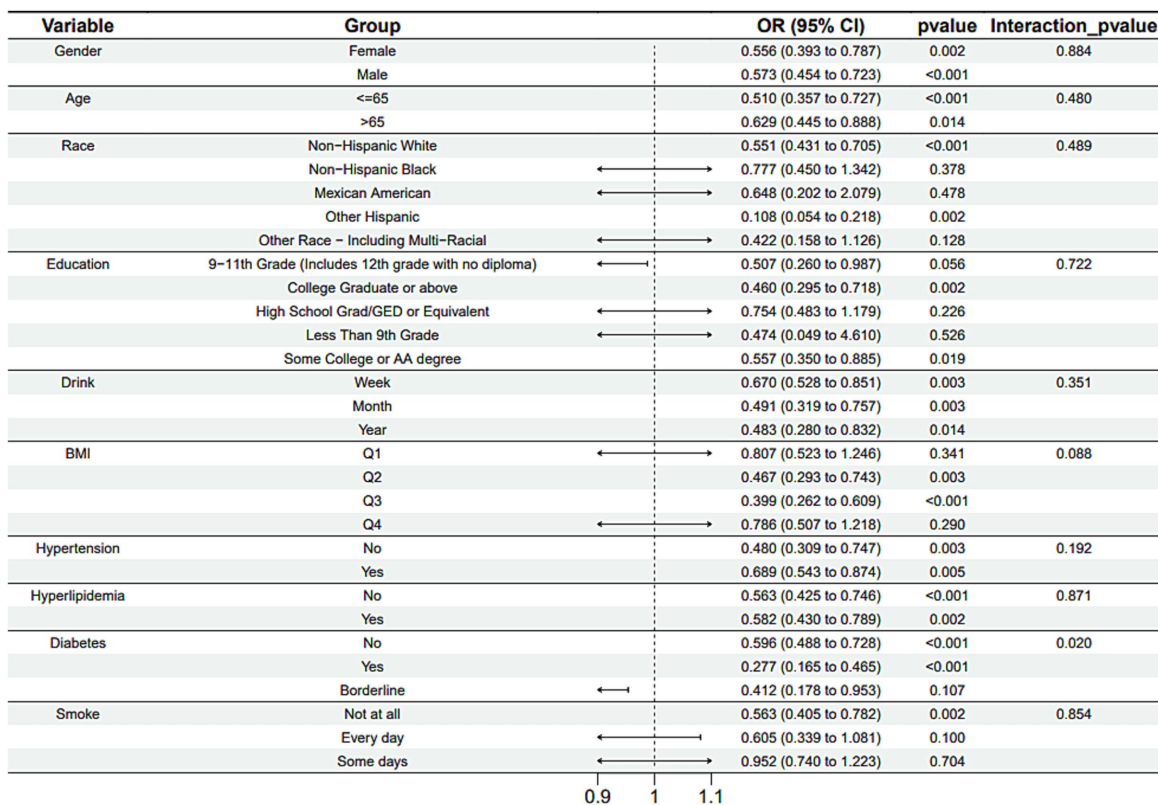 Variable Group OR (95% CI) pvalue Interaction_pvalue
Gender Female 0.556 (0.393 to 0.787) 0.002 0.884
Male 0.573 (0.454 to 0.723) <0.001
Age <=65 0.510 (0.357 to 0.727) <0.001 0.480
>65 0.629 (0.445 to 0.888) 0.014
Race Non−Hispanic White 0.551 (0.431 to 0.705) <0.001 0.489
Non−Hispanic Black 0.777 (0.450 to 1.342) 0.378
Mexican American 0.648 (0.202 to 2.079) 0.478
Other Hispanic 0.108 (0.054 to 0.218) 0.002
Other Race − Including Multi−Racial 0.422 (0.158 to 1.126) 0.128
Education 9−11th Grade (Includes 12th grade with no diploma) 0.507 (0.260 to 0.987) 0.056 0.722
College Graduate or above 0.460 (0.295 to 0.718) 0.002
High School Grad/GED or Equivalent 0.754 (0.483 to 1.179) 0.226
Less Than 9th Grade 0.474 (0.049 to 4.610) 0.526
Some College or AA degree 0.557 (0.350 to 0.885) 0.019
Drink Week 0.670 (0.528 to 0.851) 0.003 0.351
Month 0.491 (0.319 to 0.757) 0.003
Year 0.483 (0.280 to 0.832) 0.014
BMI Q1 0.807 (0.523 to 1.246) 0.341 0.088
Q2 0.467 (0.293 to 0.743) 0.003
Q3 0.399 (0.262 to 0.609) <0.001
Q4 0.786 (0.507 to 1.218) 0.290
Hypertension No 0.480 (0.309 to 0.747) 0.003 0.192
Yes 0.689 (0.543 to 0.874) 0.005
Hyperlipidemia No 0.563 (0.425 to 0.746) <0.001 0.871
Yes 0.582 (0.430 to 0.789) 0.002
Diabetes No 0.596 (0.488 to 0.728) <0.001 0.020
Yes 0.277 (0.165 to 0.465) <0.001
Borderline 0.412 (0.178 to 0.953) 0.107
Smoke Not at all 0.563 (0.405 to 0.782) 0.002 0.854
Every day 0.605 (0.339 to 1.081) 0.100
Some days 0.952 (0.740 to 1.223) 0.704
0.9 1 1.1